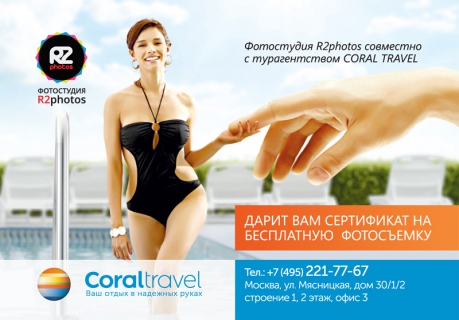 R2
photos
ФОТОСТУДИЯ
R2photos
Фотостудия R2photos совместно
с турагентством CORAL TRAVEL
ДАРИТ ВАМ СЕРТИФИКАТ НА
БЕСПЛАТНУЮ ФОТОСЪЕМКУ
Coraltravel
Ваш отдых в надежных руках
Тел.: +7 (495) 221-77-67
Москва, ул. Мясницкая, дом 30/1/2
строение 1, 2 этаж, офис 3